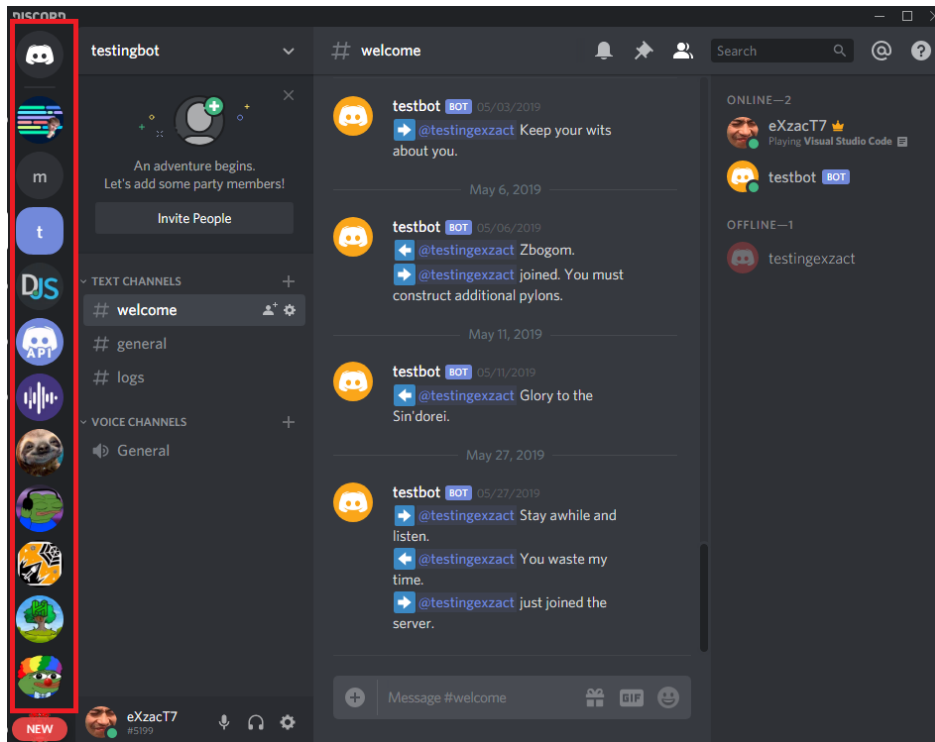 DISCORD
m
t
DJS
API
NEW
testingbot
An adventure begins.
Let's add some party members!
Invite People
TEXT CHANNELS
# welcome
# general
# logs
VOICE CHANNELS
General
eXzacT7
#5199
# welcome
Search
testbot BOT 05/03/2019
@testingexzact Keep your wits
about you.
May 6, 2019
testbot BOT 05/06/2019
@testingexzact Zbogom.
@testingexzact joined. You must
construct additional pylons.
May 11, 2019
testbot BOT 05/11/2019
@testingexzact Glory to the
Sin'dorei.
May 27, 2019
testbot BOT 05/27/2019
@testingexzact Stay awhile and
listen.
@testingexzact You waste my
time.
@testingexzact just joined the
server.
Message #welcome
GIF
ONLINE—2
eXzacT7
Playing Visual Studio Code
testbot BOT
OFFLINE—1
testingexzact